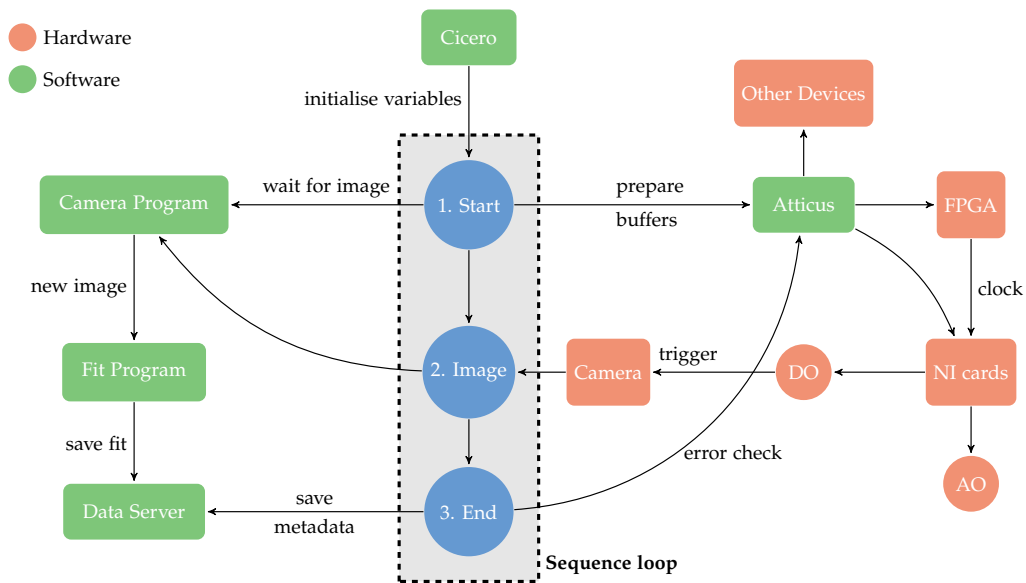 Hardware
Software
Cicero
initialise variables
Other Devices
Camera Program
wait for image
1. Start
prepare
buffers
Atticus
FPGA
new image
clock
Fit Program
2. Image
Camera
trigger
DO
NI cards
save fit
error check
Data Server
save
metadata
3. End
AO
Sequence loop